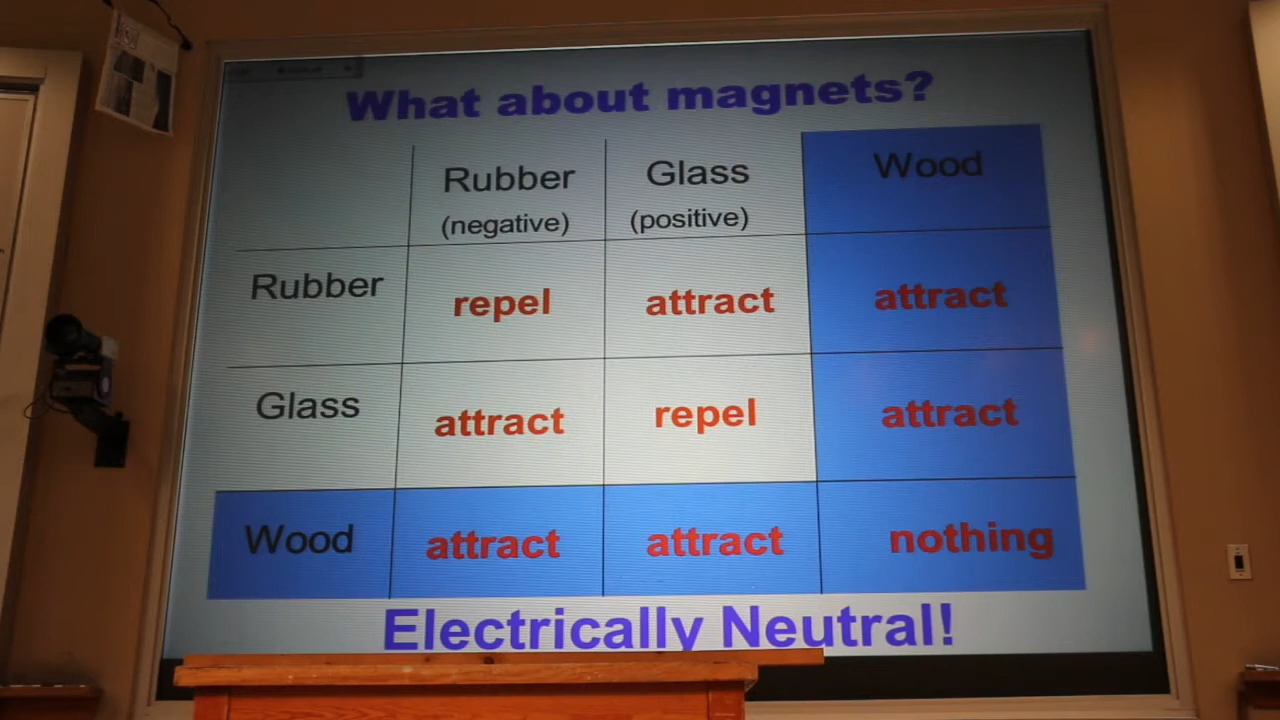 What about magnets?
Rubber Glass Wood
(negative) (positive)
Rubber repel attract attract
Glass attract repel attract
Wood attract attract nothing
Electrically Neutral!